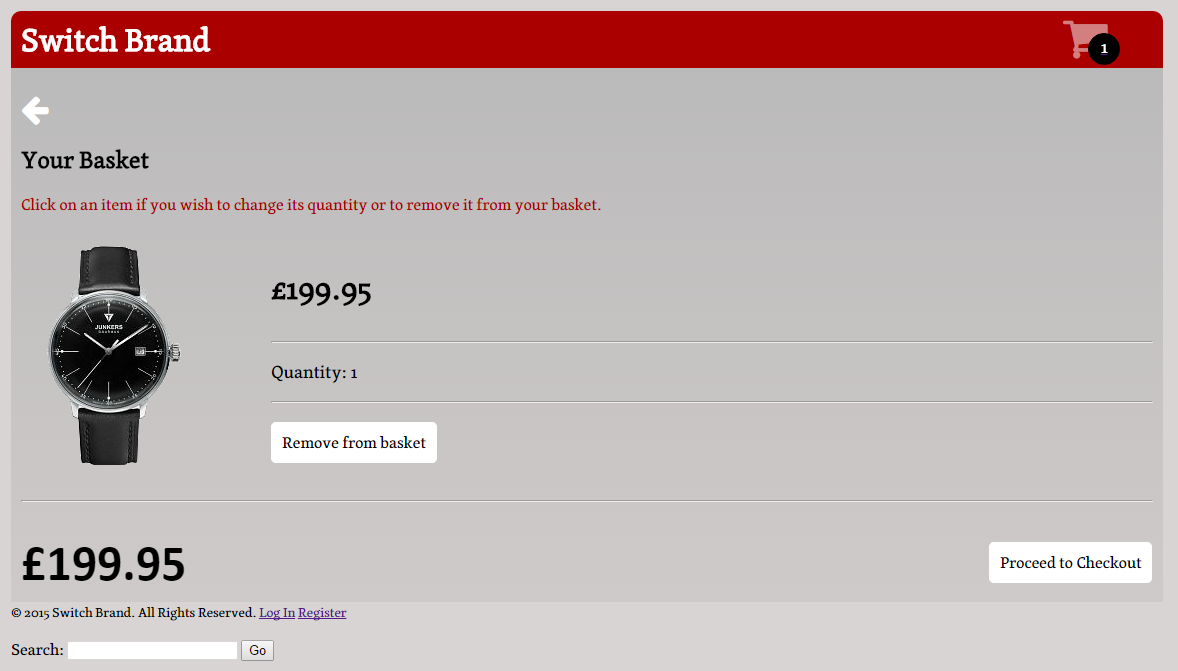 Switch Brand
1
Your Basket
Click on an item if you wish to change its quantity or to remove it from your basket.
JUNKERS
bauhaus
£199.95
Quantity: 1
Remove from basket
£199.95
Proceed to Checkout
© 2015 Switch Brand. All Rights Reserved. Log In Register
Search:
Go